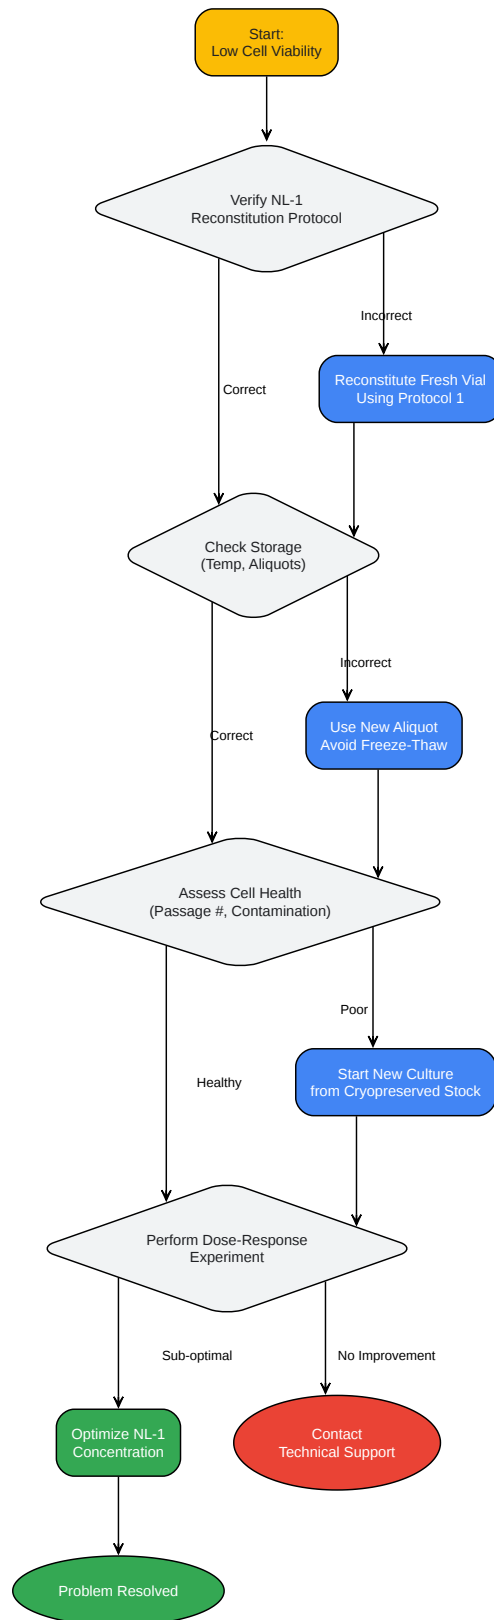 Start:
Low Cell Viability
Verify NL-1
Reconstitution Protocol
Incorrect
Reconstitute Fresh Vial
Using Protocol 1
Correct
Check Storage
(Temp, Aliquots)
Incorrect
Use New Aliquot
Avoid Freeze-Thaw
Correct
Assess Cell Health
(Passage #, Contamination)
Poor
Start New Culture
from Cryopreserved Stock
Healthy
Perform Dose-Response
Experiment
Sub-optimal
No Improvement
Optimize NL-1
Concentration
Contact
Technical Support
Problem Resolved